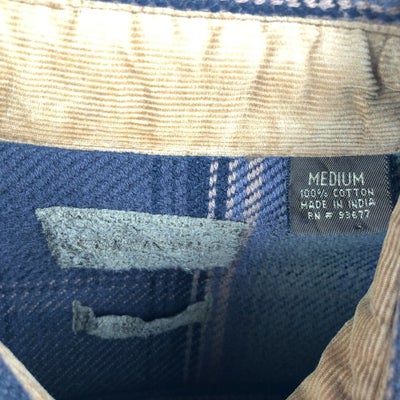 MEDIUM
100% COTTON
MADE IN INDIA
RN # 93677